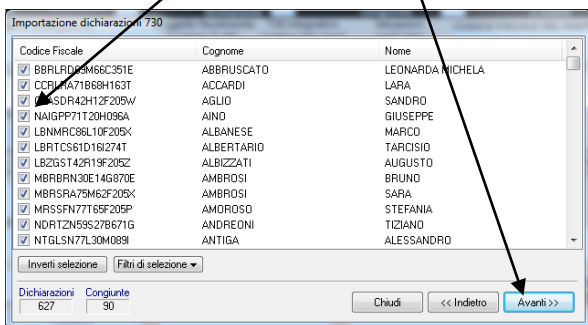 Importazione dichiarazioni 730
Codice Fiscale Cognome Nome
ABBRUSCATO LEONARDA MICHELA
ACCARDI LARA
AGLIO SANDRO
NAIGPP71T20H096A AINO GIUSEPPE
LBNMRC86L10F205X ALBANESE MARCO
LBRTCS61D16I274T ALBERTARIO TARCISIO
LBZGST42R19F205Z ALBIZZATI AUGUSTO
MBRBRN30E14G870E AMBROSI BRUNO
MBRSRA75M62F205X AMBROSI SARA
MRSSFN77T65F205P AMOROSO STEFANIA
NDRTZN59S27B671G ANDREONI TIZIANO
NTGLSN77L30M089I ANTIGA ALESSANDRO
Inverti selezione Filtri di selezione
Dichiarazioni Congiunte
627 90
Chiudi << Indietro Avanti >>